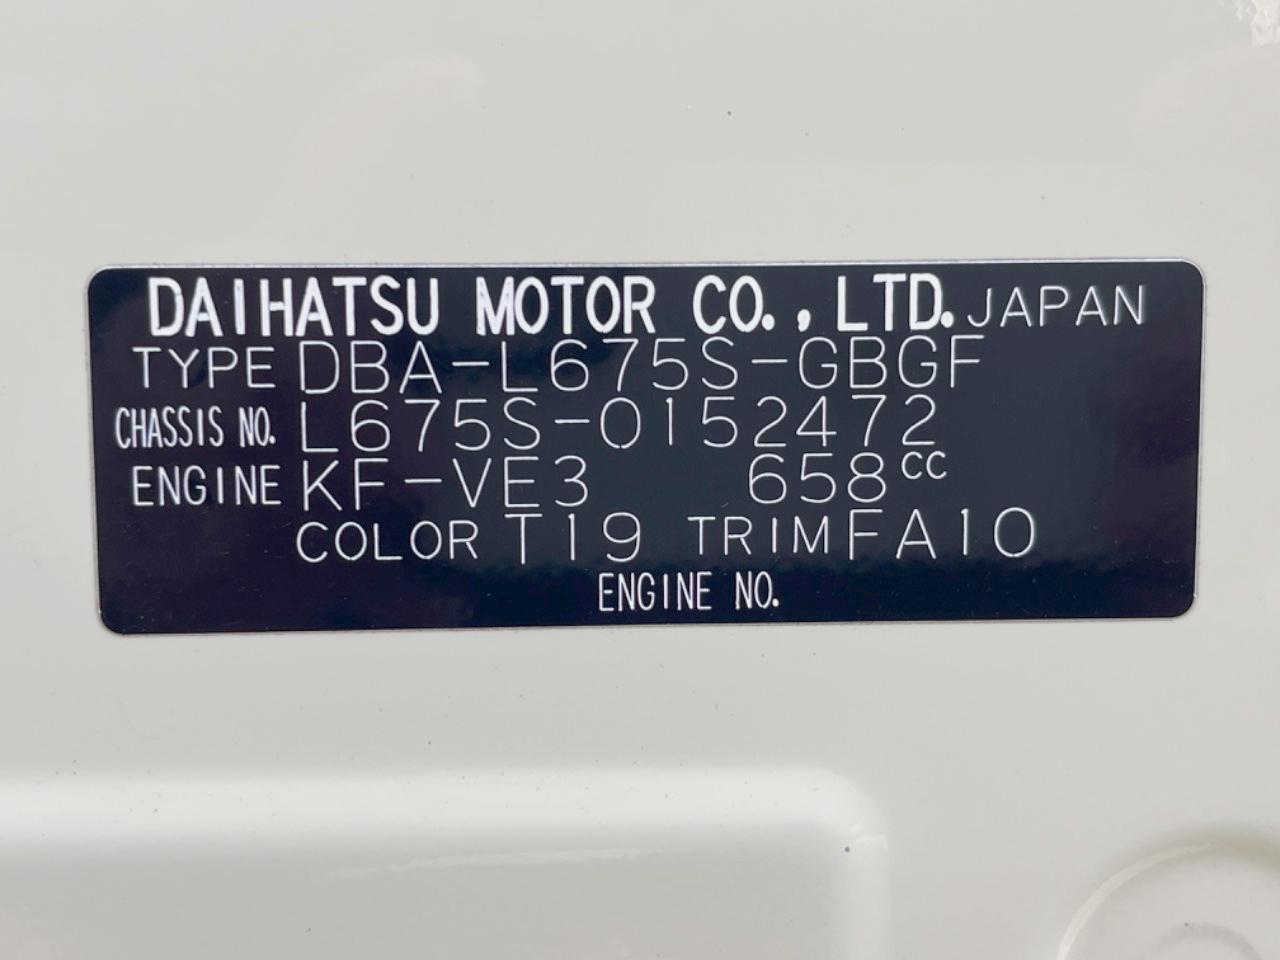 DAIHATSU MOTOR CO., LTD. JAPAN
TYPE DBA-L675S-GBGF
CHASSIS NO. L675S-0152472
ENGINE KF-VE3 658cc
COLOR T19 TRIM FA10
ENGINE NO.